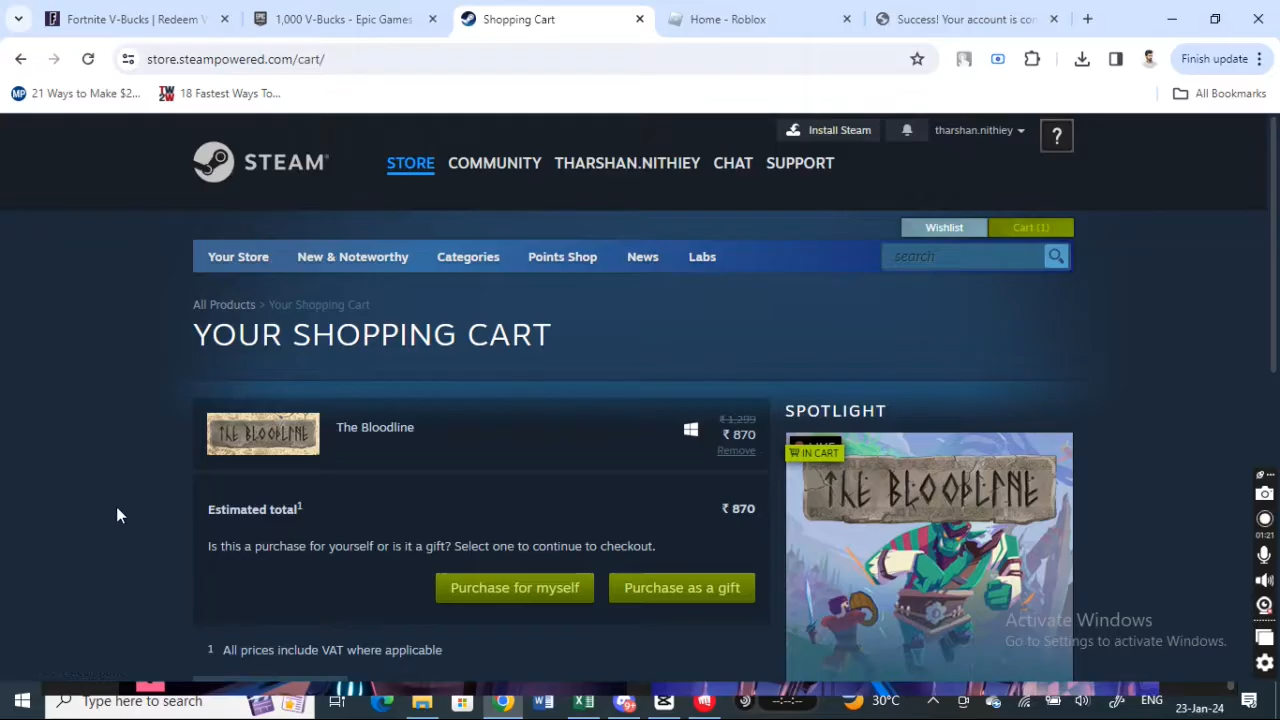 Fortnite V-Bucks | Redeem V
1,000 V-Bucks - Epic Games
Shopping Cart
Home - Roblox
Success! Your account is con
store.steampowered.com/cart/
Finish update
MP 21 Ways to Make $2...
TW2W 18 Fastest Ways To...
All Bookmarks
Install Steam
tharshan.nithiey
?
STEAM®
STORE COMMUNITY THARSHAN.NITHIEY CHAT SUPPORT
Wishlist
Cart (1)
Your Store New & Noteworthy Categories Points Shop News Labs
search
All Products > Your Shopping Cart
YOUR SHOPPING CART
THE BLOODLINE
The Bloodline
₹ 1,299
₹ 870
Remove
SPOTLIGHT
LIVE
IN CART
THE BLOODLINE
Estimated total¹
₹ 870
Is this a purchase for yourself or is it a gift? Select one to continue to checkout.
Purchase for myself
Purchase as a gift
1 All prices include VAT where applicable
01:21
Activate Windows
Go to Settings to activate Windows.
Type here to search
--:--:--
30°C
ENG
23-Jan-24